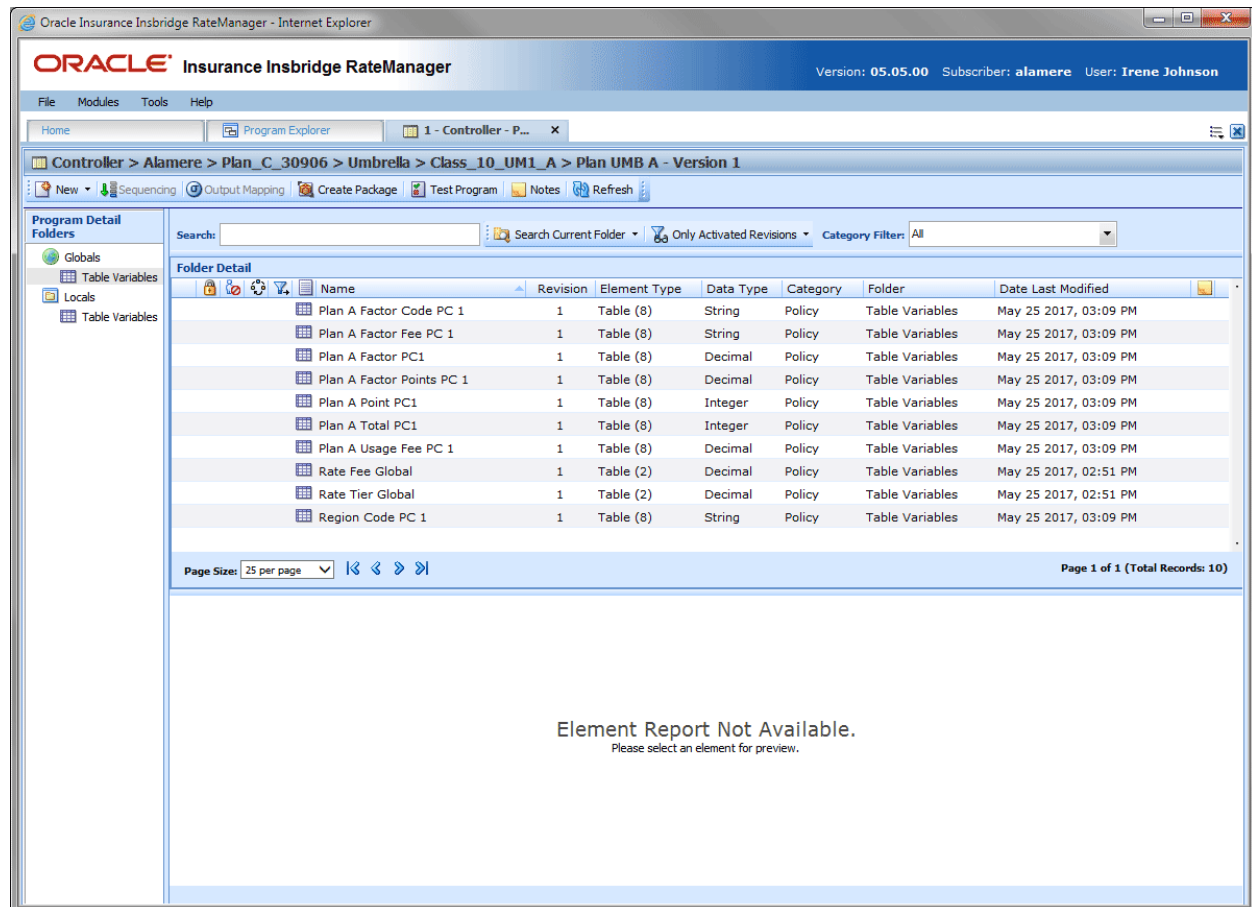 Oracle Insurance Insbridge RateManager - Internet Explorer
ORACLE Insurance Insbridge RateManager
Version: 05.05.00 Subscriber: alamere User: Irene Johnson
File Modules Tools Help
Home Program Explorer 1 - Controller - P... x
Controller > Alamere > Plan_C_30906 > Umbrella > Class_10_UM1_A > Plan UMB A - Version 1
New Sequencing Output Mapping Create Package Test Program Notes Refresh
Program Detail Folders
Globals
Table Variables
Locals
Table Variables
Search: Search Current Folder Only Activated Revisions Category Filter: All
Folder Detail
Name Revision Element Type Data Type Category Folder Date Last Modified
Plan A Factor Code PC 1 1 Table (8) String Policy Table Variables May 25 2017, 03:09 PM
Plan A Factor Fee PC 1 1 Table (8) String Policy Table Variables May 25 2017, 03:09 PM
Plan A Factor PC1 1 Table (8) Decimal Policy Table Variables May 25 2017, 03:09 PM
Plan A Factor Points PC 1 1 Table (8) Decimal Policy Table Variables May 25 2017, 03:09 PM
Plan A Point PC1 1 Table (8) Integer Policy Table Variables May 25 2017, 03:09 PM
Plan A Total PC1 1 Table (8) Integer Policy Table Variables May 25 2017, 03:09 PM
Plan A Usage Fee PC 1 1 Table (8) Decimal Policy Table Variables May 25 2017, 03:09 PM
Rate Fee Global 1 Table (2) Decimal Policy Table Variables May 25 2017, 02:51 PM
Rate Tier Global 1 Table (2) Decimal Policy Table Variables May 25 2017, 02:51 PM
Region Code PC 1 1 Table (8) String Policy Table Variables May 25 2017, 03:09 PM
Page Size: 25 per page Page 1 of 1 (Total Records: 10)
Element Report Not Available.
Please select an element for preview.